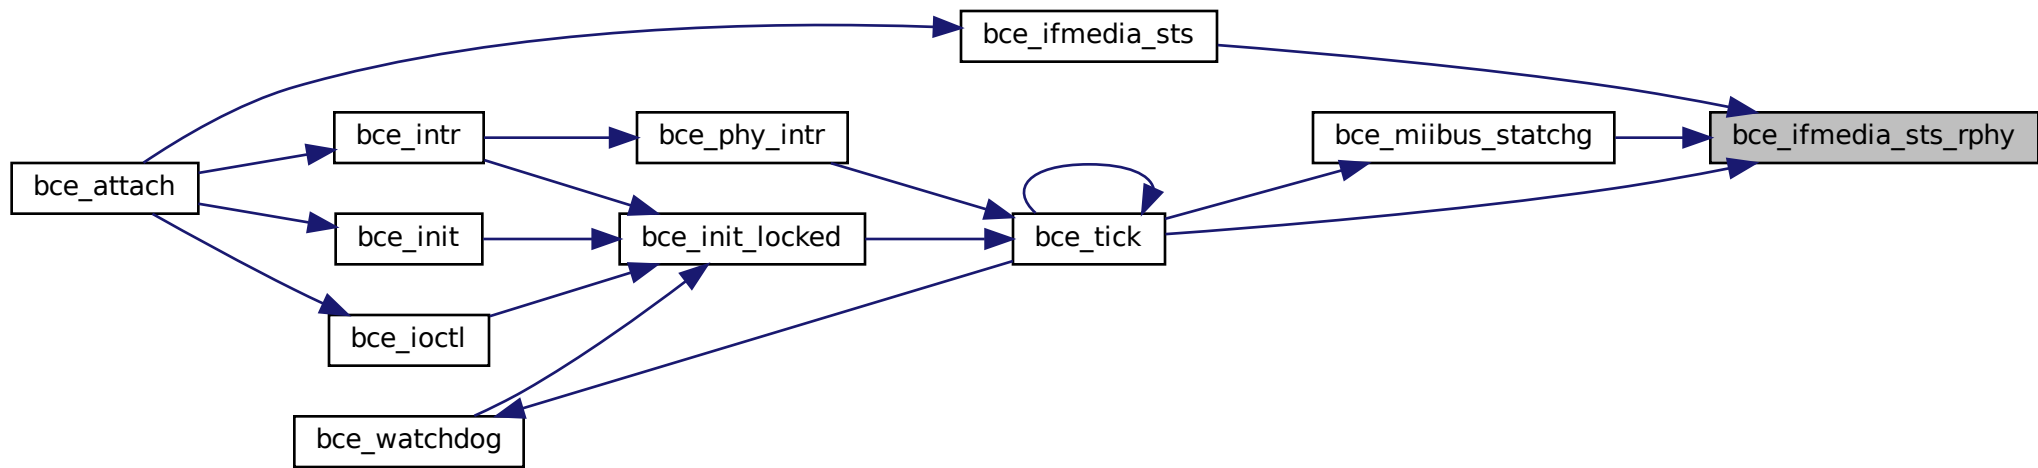 bce_ifmedia_sts
bce_intr
bce_phy_intr
bce_miibus_statchg
bce_ifmedia_sts_rphy
bce_attach
bce_init
bce_init_locked
bce_tick
bce_ioctl
bce_watchdog